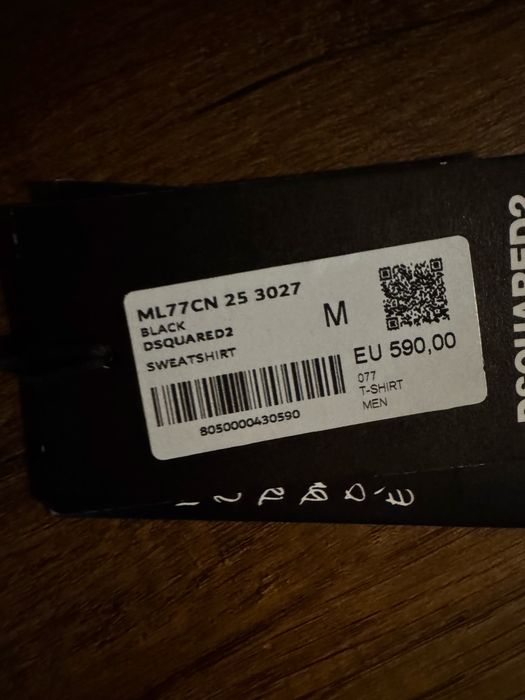 ML77CN 25 3027
BLACK
DSQUARED2
SWEATSHIRT
M
EU 590,00
8050000430590
077
T-SHIRT
MEN
DSQUARED2